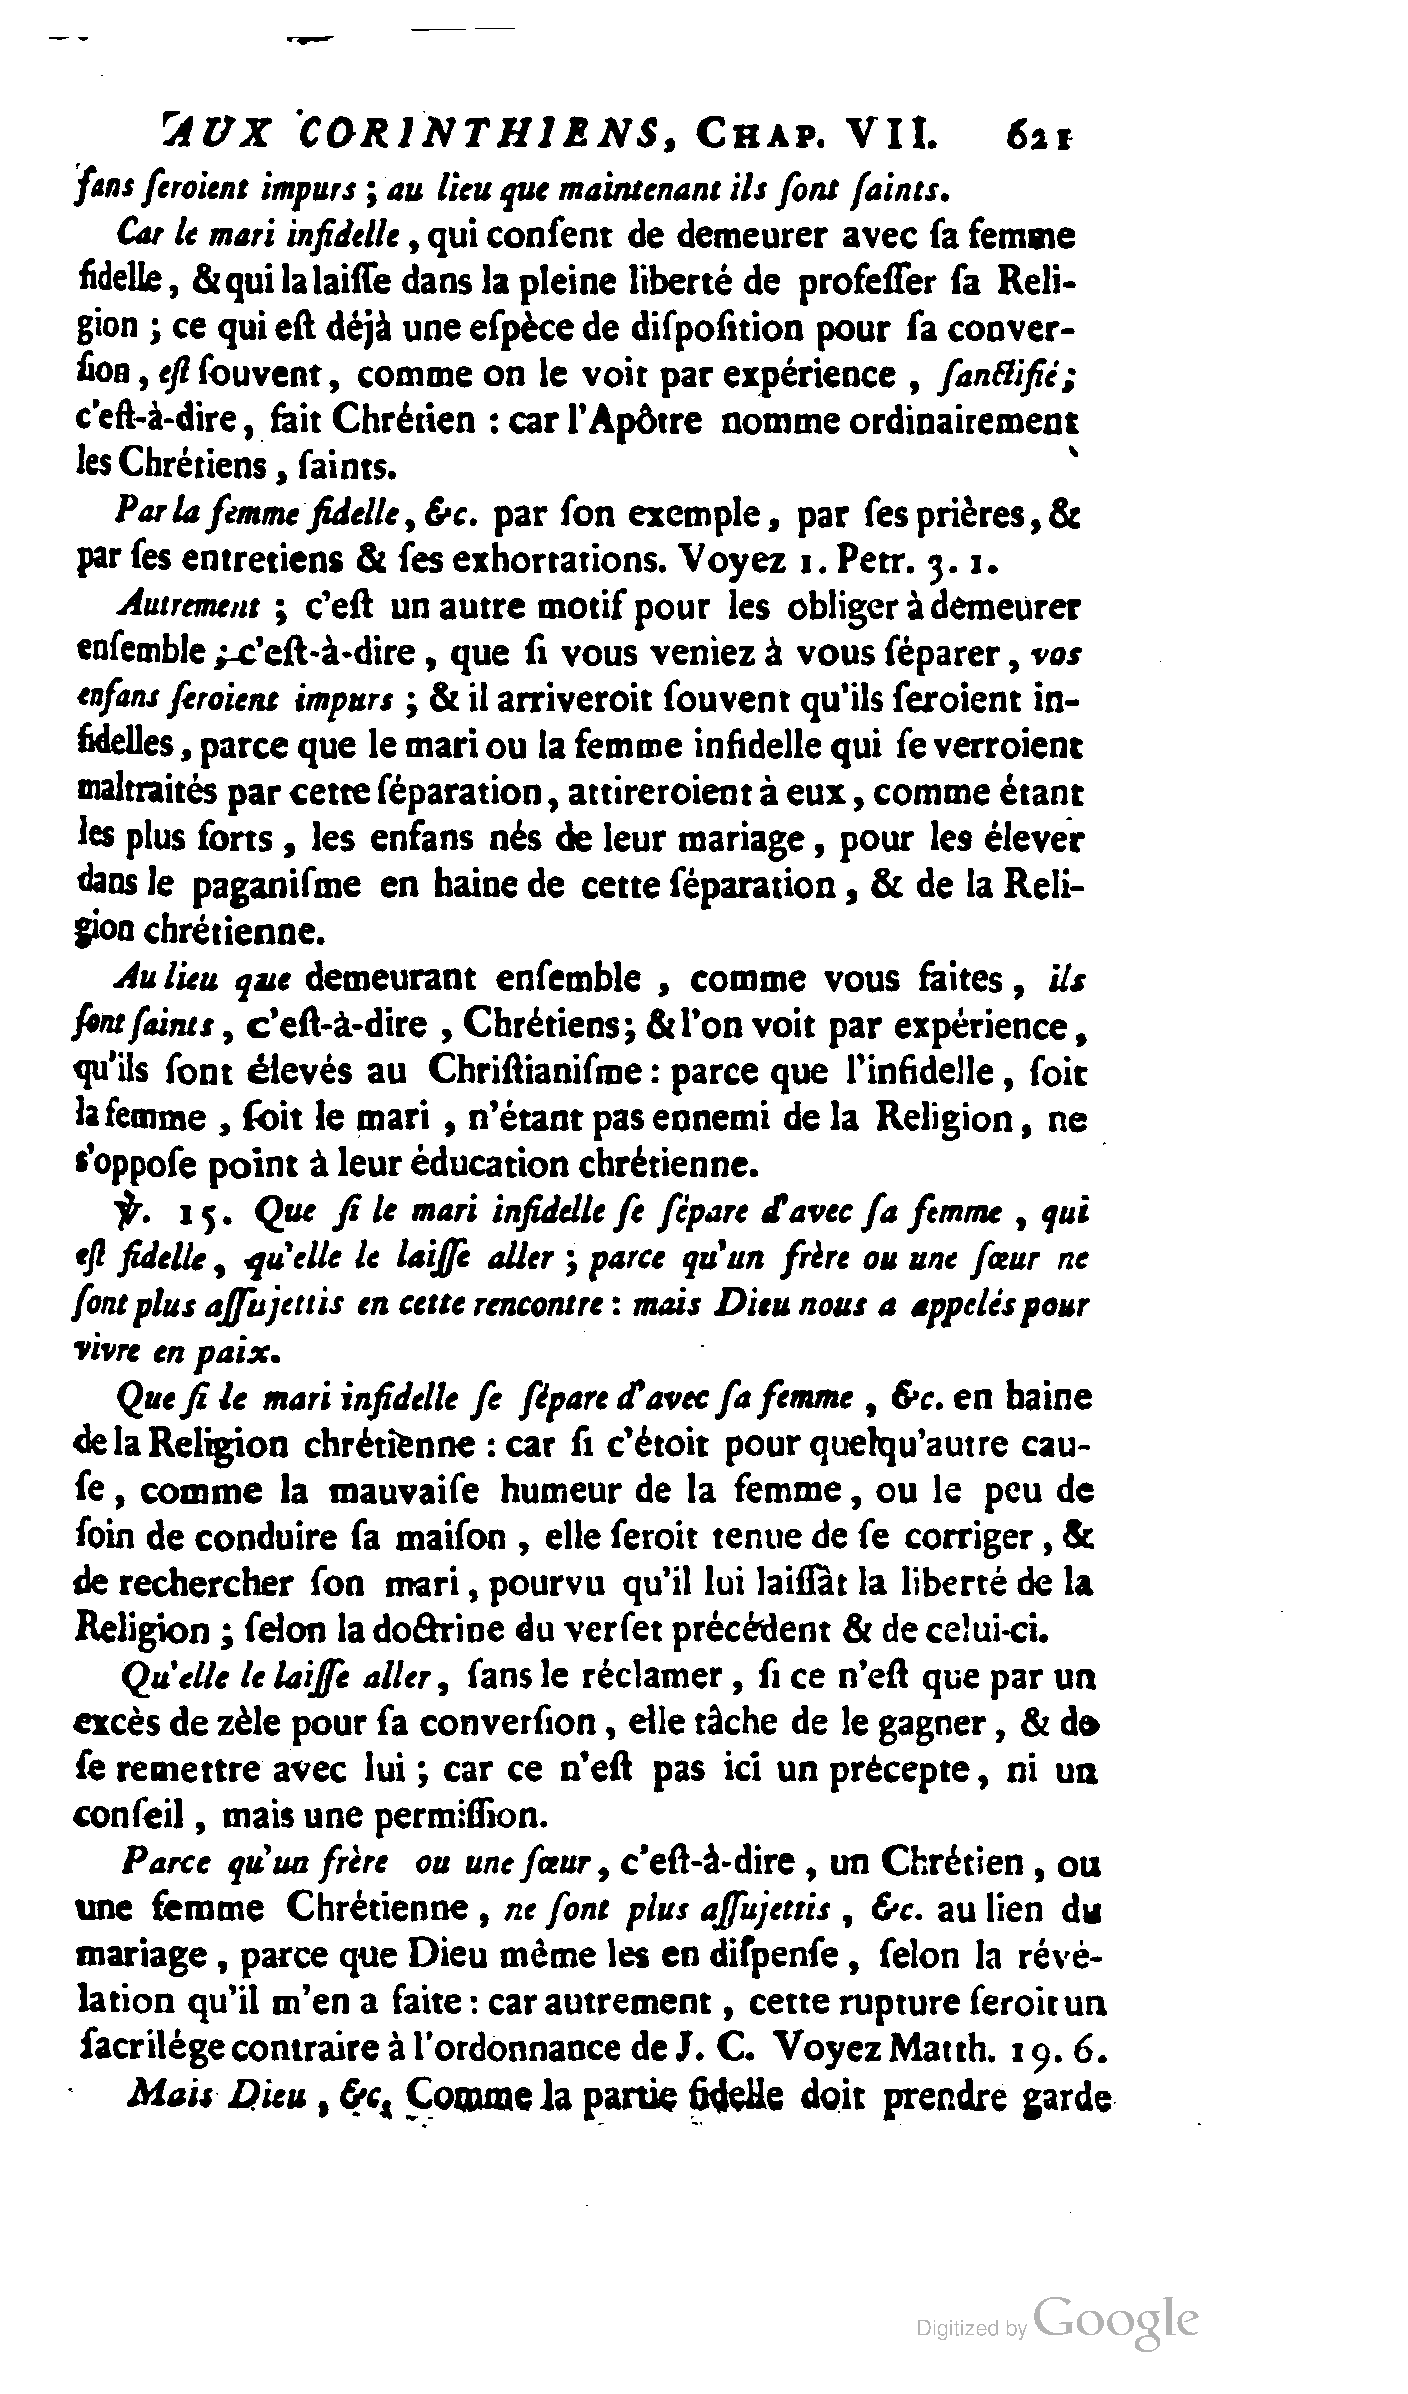 AUX CORINTHIENS, CHAP. VII. 621
ſans ſeroient impurs ; au lieu que maintenant ils ſont ſaints.
Car le mari infidelle , qui conſent de demeurer avec ſa femme
fidelle , & qui la laiſſe dans la pleine liberté de profeſſer ſa Reli-
gion ; ce qui eſt déjà une eſpèce de diſpoſition pour ſa conver-
ſion , eſt ſouvent , comme on le voit par expérience , ſanctifié ;
c'eſt-à-dire , fait Chrétien : car l'Apôtre nomme ordinairement
les Chrétiens , ſaints.
Par la femme fidelle , &c. par ſon exemple , par ſes prières , &
par ſes entretiens & ſes exhortations. Voyez 1. Petr. 3. 1.
Autrement ; c'eſt un autre motif pour les obliger à demeurer
enſemble ; c'eſt-à-dire , que ſi vous veniez à vous ſéparer , vos
enfans ſeroient impurs ; & il arriveroit ſouvent qu'ils ſeroient in-
fidelles , parce que le mari ou la femme infidelle qui ſe verroient
maltraités par cette ſéparation , attireroient à eux , comme étant
les plus forts , les enfans nés de leur mariage , pour les élever
dans le paganiſme en haine de cette ſéparation , & de la Reli-
gion chrétienne.
Au lieu que demeurant enſemble , comme vous faites , ils
ſont ſaints , c'eſt-à-dire , Chrétiens ; & l'on voit par expérience ,
qu'ils ſont élevés au Chriſtianiſme : parce que l'infidelle , ſoit
la femme , ſoit le mari , n'étant pas ennemi de la Religion , ne
s'oppoſe point à leur éducation chrétienne.
℣. 15. Que ſi le mari infidelle ſe ſépare d'avec ſa femme , qui
eſt fidelle , qu'elle le laiſſe aller ; parce qu'un frère ou une ſœur ne
ſont plus aſſujettis en cette rencontre : mais Dieu nous a appelés pour
vivre en paix.
Que ſi le mari infidelle ſe ſépare d'avec ſa femme , &c. en haine
de la Religion chrétienne : car ſi c'étoit pour quelqu'autre cau-
ſe , comme la mauvaiſe humeur de la femme , ou le peu de
ſoin de conduire ſa maiſon , elle ſeroit tenue de ſe corriger , &
de rechercher ſon mari , pourvu qu'il lui laiſſât la liberté de la
Religion ; ſelon la doctrine du verſet précédent & de celui-ci.
Qu'elle le laiſſe aller , ſans le réclamer , ſi ce n'eſt que par un
excès de zèle pour ſa converſion , elle tâche de le gagner , & de
ſe remettre avec lui ; car ce n'eſt pas ici un précepte , ni un
conſeil , mais une permiſſion.
Parce qu'un frère ou une ſœur , c'eſt-à-dire , un Chrétien , ou
une femme Chrétienne , ne ſont plus aſſujettis , &c. au lien du
mariage , parce que Dieu même les en diſpenſe , ſelon la révé-
lation qu'il m'en a faite : car autrement , cette rupture ſeroit un
ſacrilége contraire à l'ordonnance de J. C. Voyez Matth. 19. 6.
Mais Dieu , &c. Comme la partie fidelle doit prendre garde
Digitized by Google